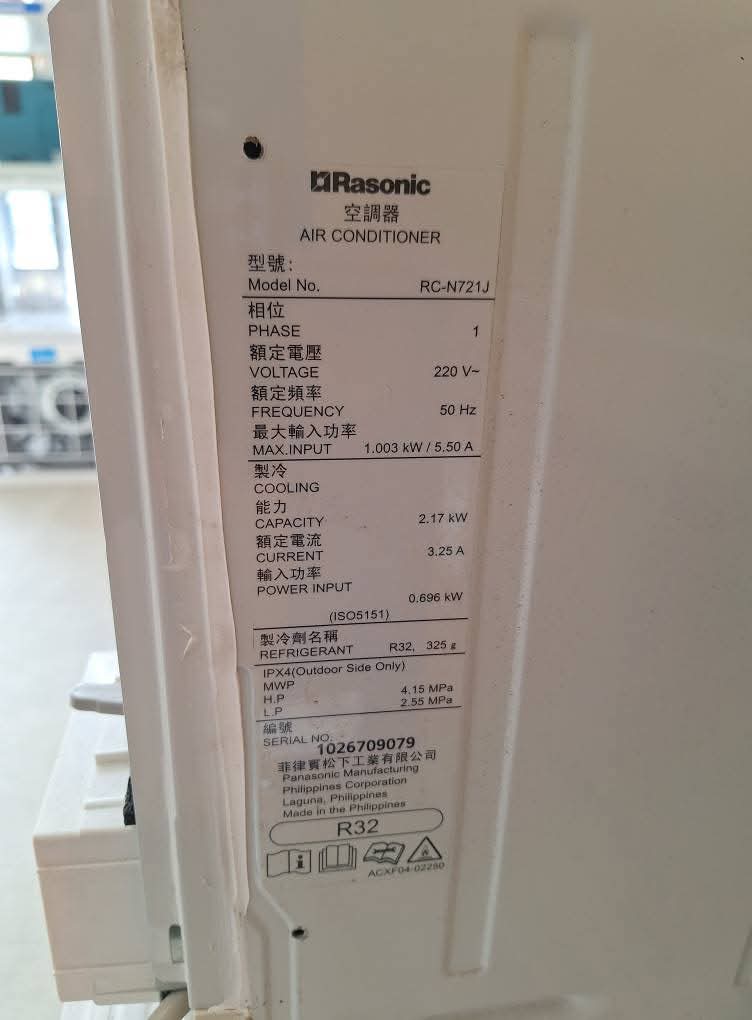 Rasonic
空調器
AIR CONDITIONER
型號:
Model No. RC-N721J
相位
PHASE 1
額定電壓
VOLTAGE 220 V~
額定頻率
FREQUENCY 50 Hz
最大輸入功率
MAX.INPUT 1.003 kW / 5.50 A
製冷
COOLING
能力
CAPACITY 2.17 kW
額定電流
CURRENT 3.25 A
輸入功率
POWER INPUT
0.696 kW
(ISO5151)
製冷劑名稱
REFRIGERANT R32, 325 g
IPX4(Outdoor Side Only)
MWP
H.P 4.15 MPa
L.P 2.55 MPa
編號
SERIAL NO. 1026709079
菲律賓松下工業有限公司
Panasonic Manufacturing
Philippines Corporation
Laguna, Philippines
Made in the Philippines
R32
ACXF04-02280